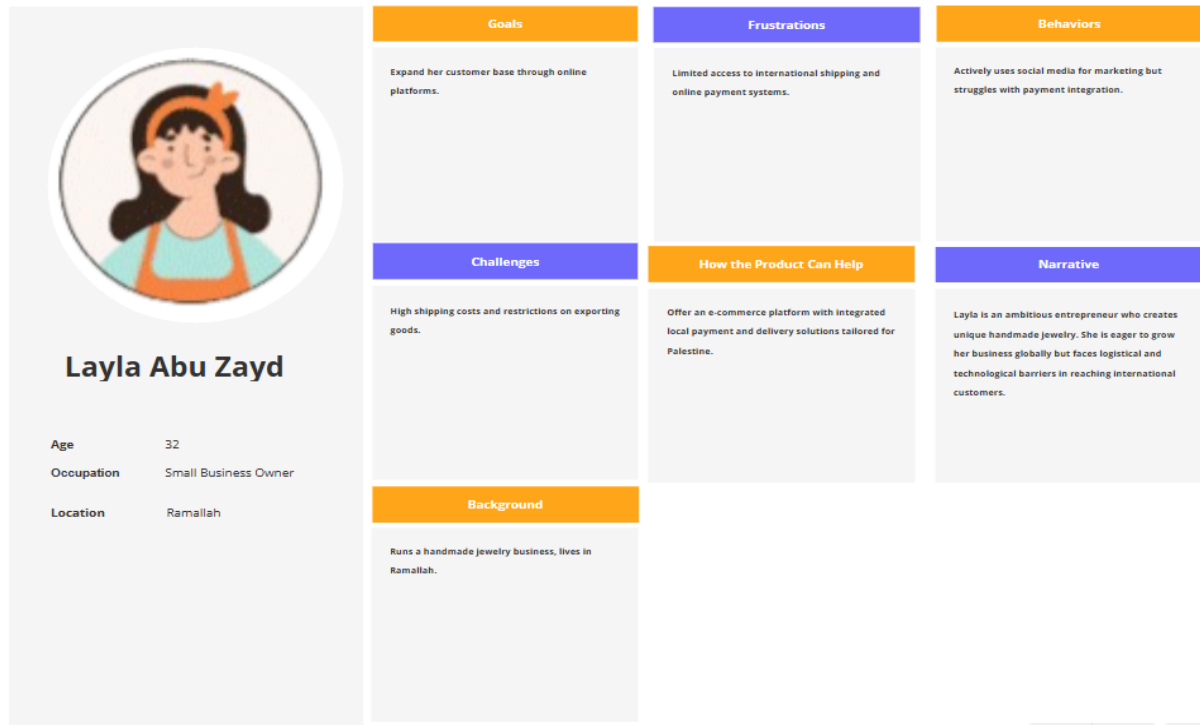 Layla Abu Zayd
Age 32
Occupation Small Business Owner
Location Ramallah
Goals
Expand her customer base through online
platforms.
Frustrations
Limited access to international shipping and
online payment systems.
Behaviors
Actively uses social media for marketing but
struggles with payment integration.
Challenges
High shipping costs and restrictions on exporting
goods.
How the Product Can Help
Offer an e-commerce platform with integrated
local payment and delivery solutions tailored for
Palestine.
Narrative
Layla is an ambitious entrepreneur who creates
unique handmade jewelry. She is eager to grow
her business globally but faces logistical and
technological barriers in reaching international
customers.
Background
Runs a handmade jewelry business, lives in
Ramallah.